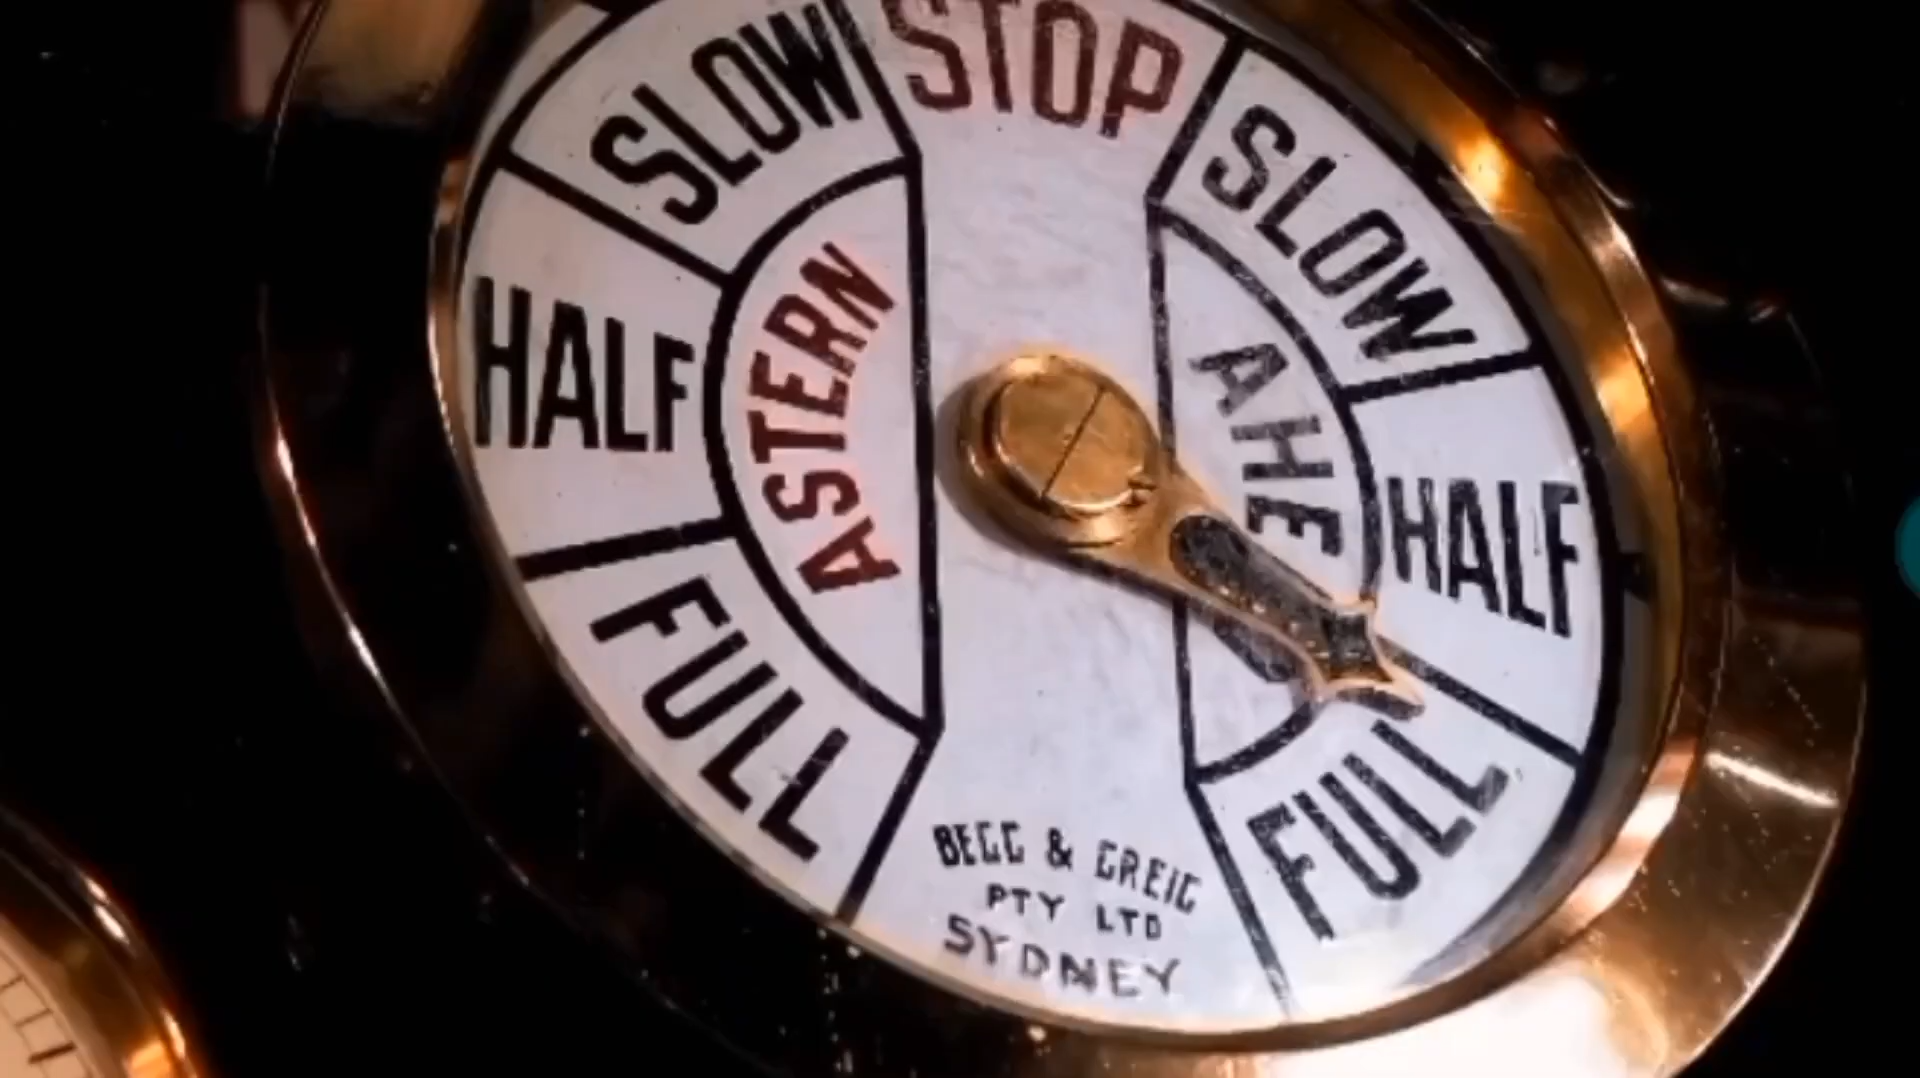 STOP
SLOW
SLOW
HALF
ASTERN
AHE
HALF
FULL
FULL
BEGG & GREIG
PTY LTD
SYDNEY